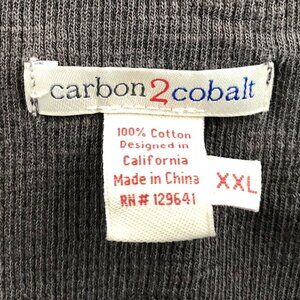 carbon2cobalt
100% Cotton
Designed in
California
Made in China
RN# 129641
XXL